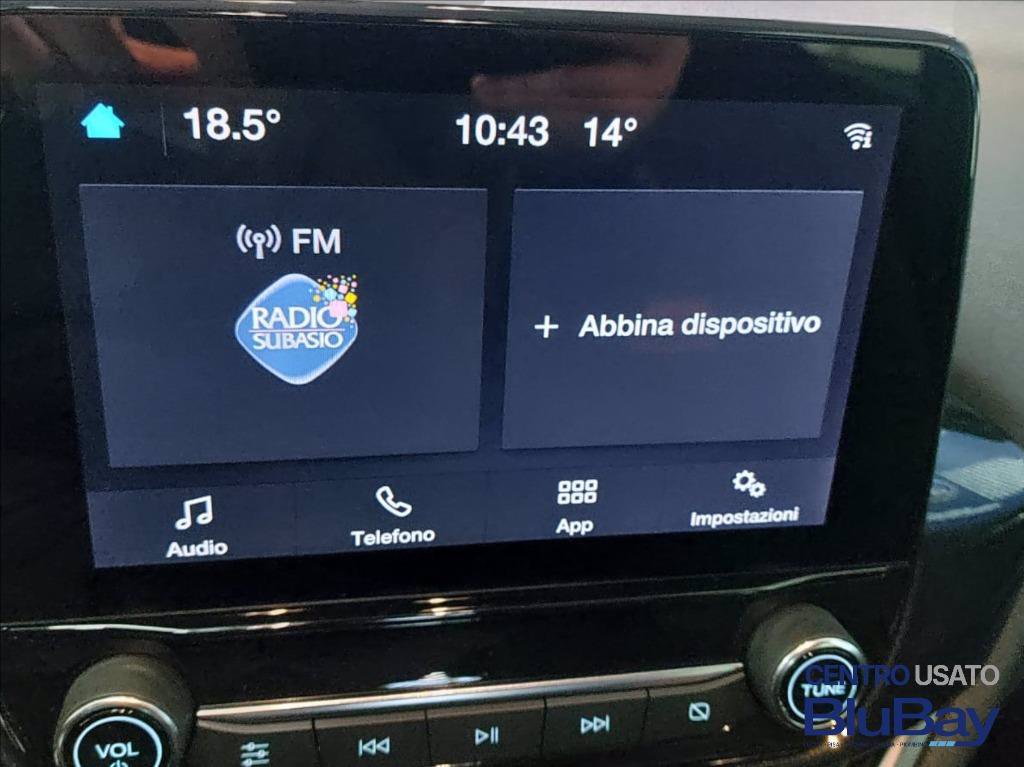 18.5° 10:43 14°
FM
RADIO
SUBASIO
+ Abbina dispositivo
Audio Telefono App Impostazioni
VOL
TUNE
CENTRO USATO
BluBay